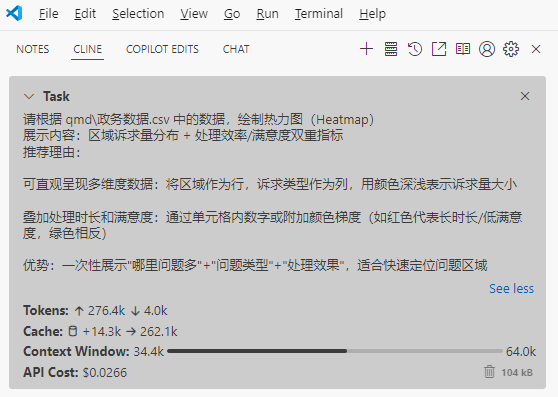 File Edit Selection View Go Run Terminal Help
NOTES CLINE COPILOT EDITS CHAT
Task
请根据 qmd\政务数据.csv 中的数据，绘制热力图（Heatmap）
展示内容：区域诉求量分布 + 处理效率/满意度双重指标
推荐理由：
可直观呈现多维度数据：将区域作为行，诉求类型作为列，用颜色深浅表示诉求量大小
叠加处理时长和满意度：通过单元格内数字或附加颜色梯度（如红色代表长时长/低满意
度，绿色相反）
优势：一次性展示"哪里问题多"+"问题类型"+"处理效果"，适合快速定位问题区域
See less
Tokens: ↑ 276.4k ↓ 4.0k
Cache: +14.3k → 262.1k
Context Window: 34.4k 64.0k
API Cost: $0.0266 104 kB